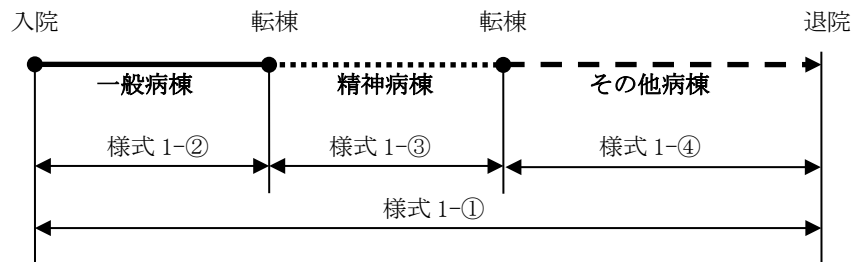 入院 転棟 転棟 退院
一般病棟 精神病棟 その他病棟
様式 1-② 様式 1-③ 様式 1-④
様式 1-①